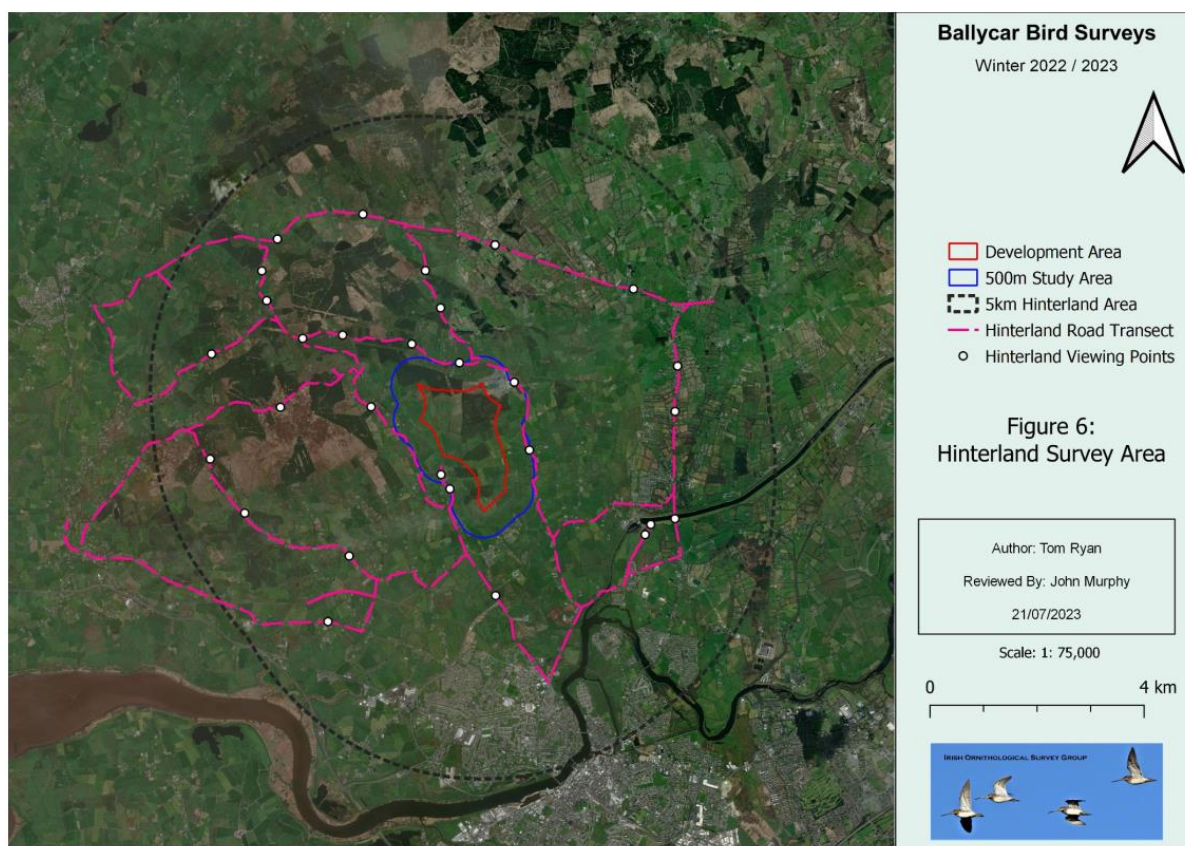 Ballycar Bird Surveys
Winter 2022 / 2023
Development Area
500m Study Area
5km Hinterland Area
Hinterland Road Transect
Hinterland Viewing Points
Figure 6:
Hinterland Survey Area
Author: Tom Ryan
Reviewed By: John Murphy
21/07/2023
Scale: 1: 75,000
0 4 km
IRISH ORNITHOLOGICAL SURVEY GROUP